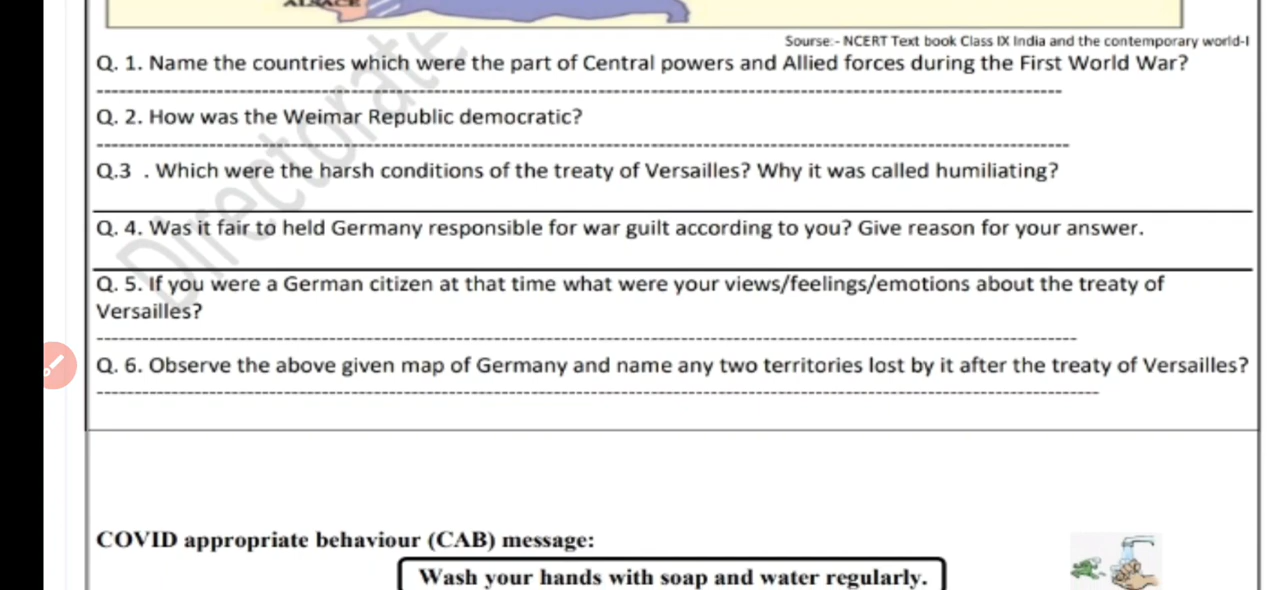 ALSACE
Sourse:- NCERT Text book Class IX India and the contemporary world-I
Q. 1. Name the countries which were the part of Central powers and Allied forces during the First World War?
Q. 2. How was the Weimar Republic democratic?
Q.3 . Which were the harsh conditions of the treaty of Versailles? Why it was called humiliating?
Q. 4. Was it fair to held Germany responsible for war guilt according to you? Give reason for your answer.
Q. 5. If you were a German citizen at that time what were your views/feelings/emotions about the treaty of
Versailles?
Q. 6. Observe the above given map of Germany and name any two territories lost by it after the treaty of Versailles?
Directorate
COVID appropriate behaviour (CAB) message:
Wash your hands with soap and water regularly.